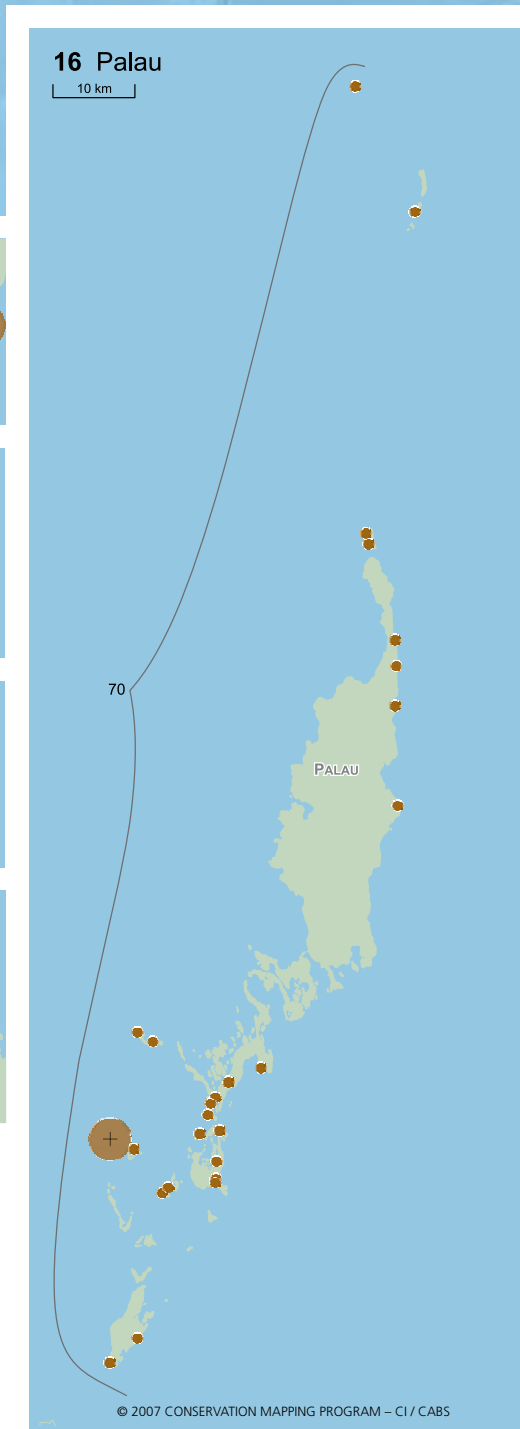 16 Palau
10 km
70
PALAU
© 2007 CONSERVATION MAPPING PROGRAM – CI / CABS